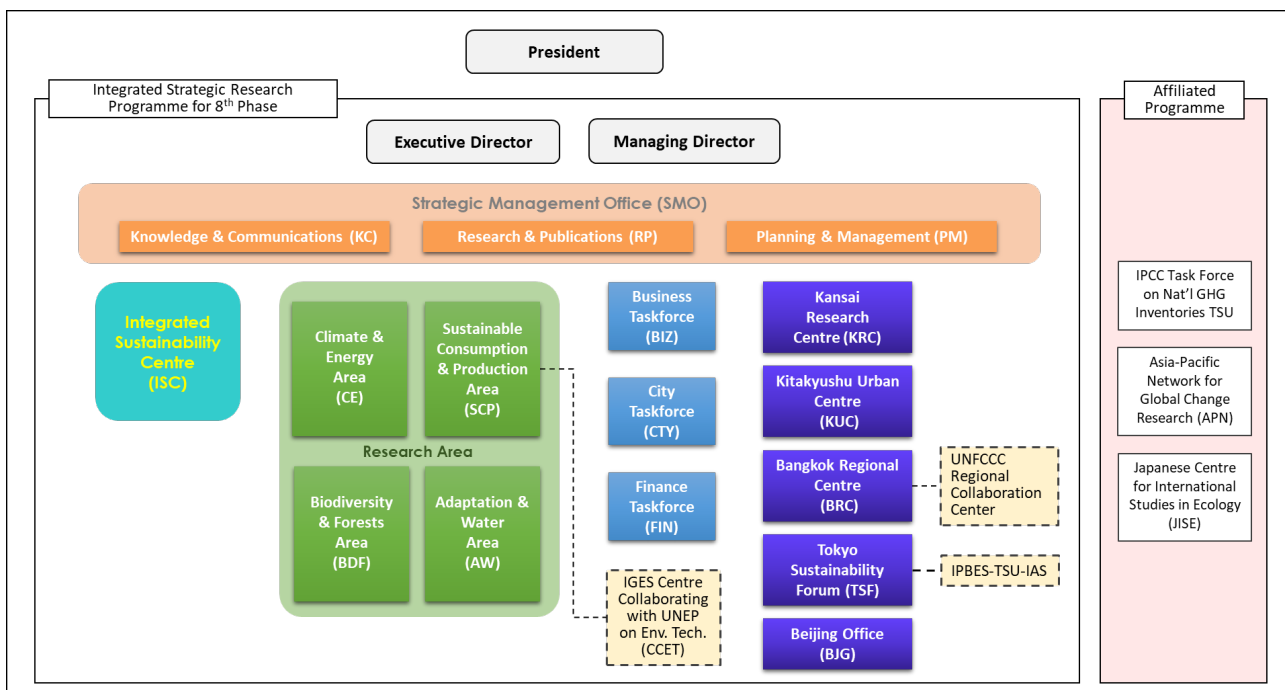 President
Integrated Strategic Research
Programme for 8th Phase
Affiliated
Programme
Executive Director
Managing Director
Strategic Management Office (SMO)
Knowledge & Communications (KC)
Research & Publications (RP)
Planning & Management (PM)
Integrated
Sustainability
Centre
(ISC)
Climate &
Energy
Area
(CE)
Sustainable
Consumption
& Production
Area
(SCP)
Research Area
Biodiversity
& Forests
Area
(BDF)
Adaptation &
Water
Area
(AW)
Business
Taskforce
(BIZ)
City
Taskforce
(CTY)
Finance
Taskforce
(FIN)
IGES Centre
Collaborating
with UNEP
on Env. Tech.
(CCET)
Kansai
Research
Centre (KRC)
Kitakyushu Urban
Centre
(KUC)
Bangkok Regional
Centre
(BRC)
Tokyo
Sustainability
Forum (TSF)
Beijing Office
(BJG)
UNFCCC
Regional
Collaboration
Center
IPBES-TSU-IAS
IPCC Task Force
on Nat'l GHG
Inventories TSU
Asia-Pacific
Network for
Global Change
Research (APN)
Japanese Centre
for International
Studies in Ecology
(JISE)